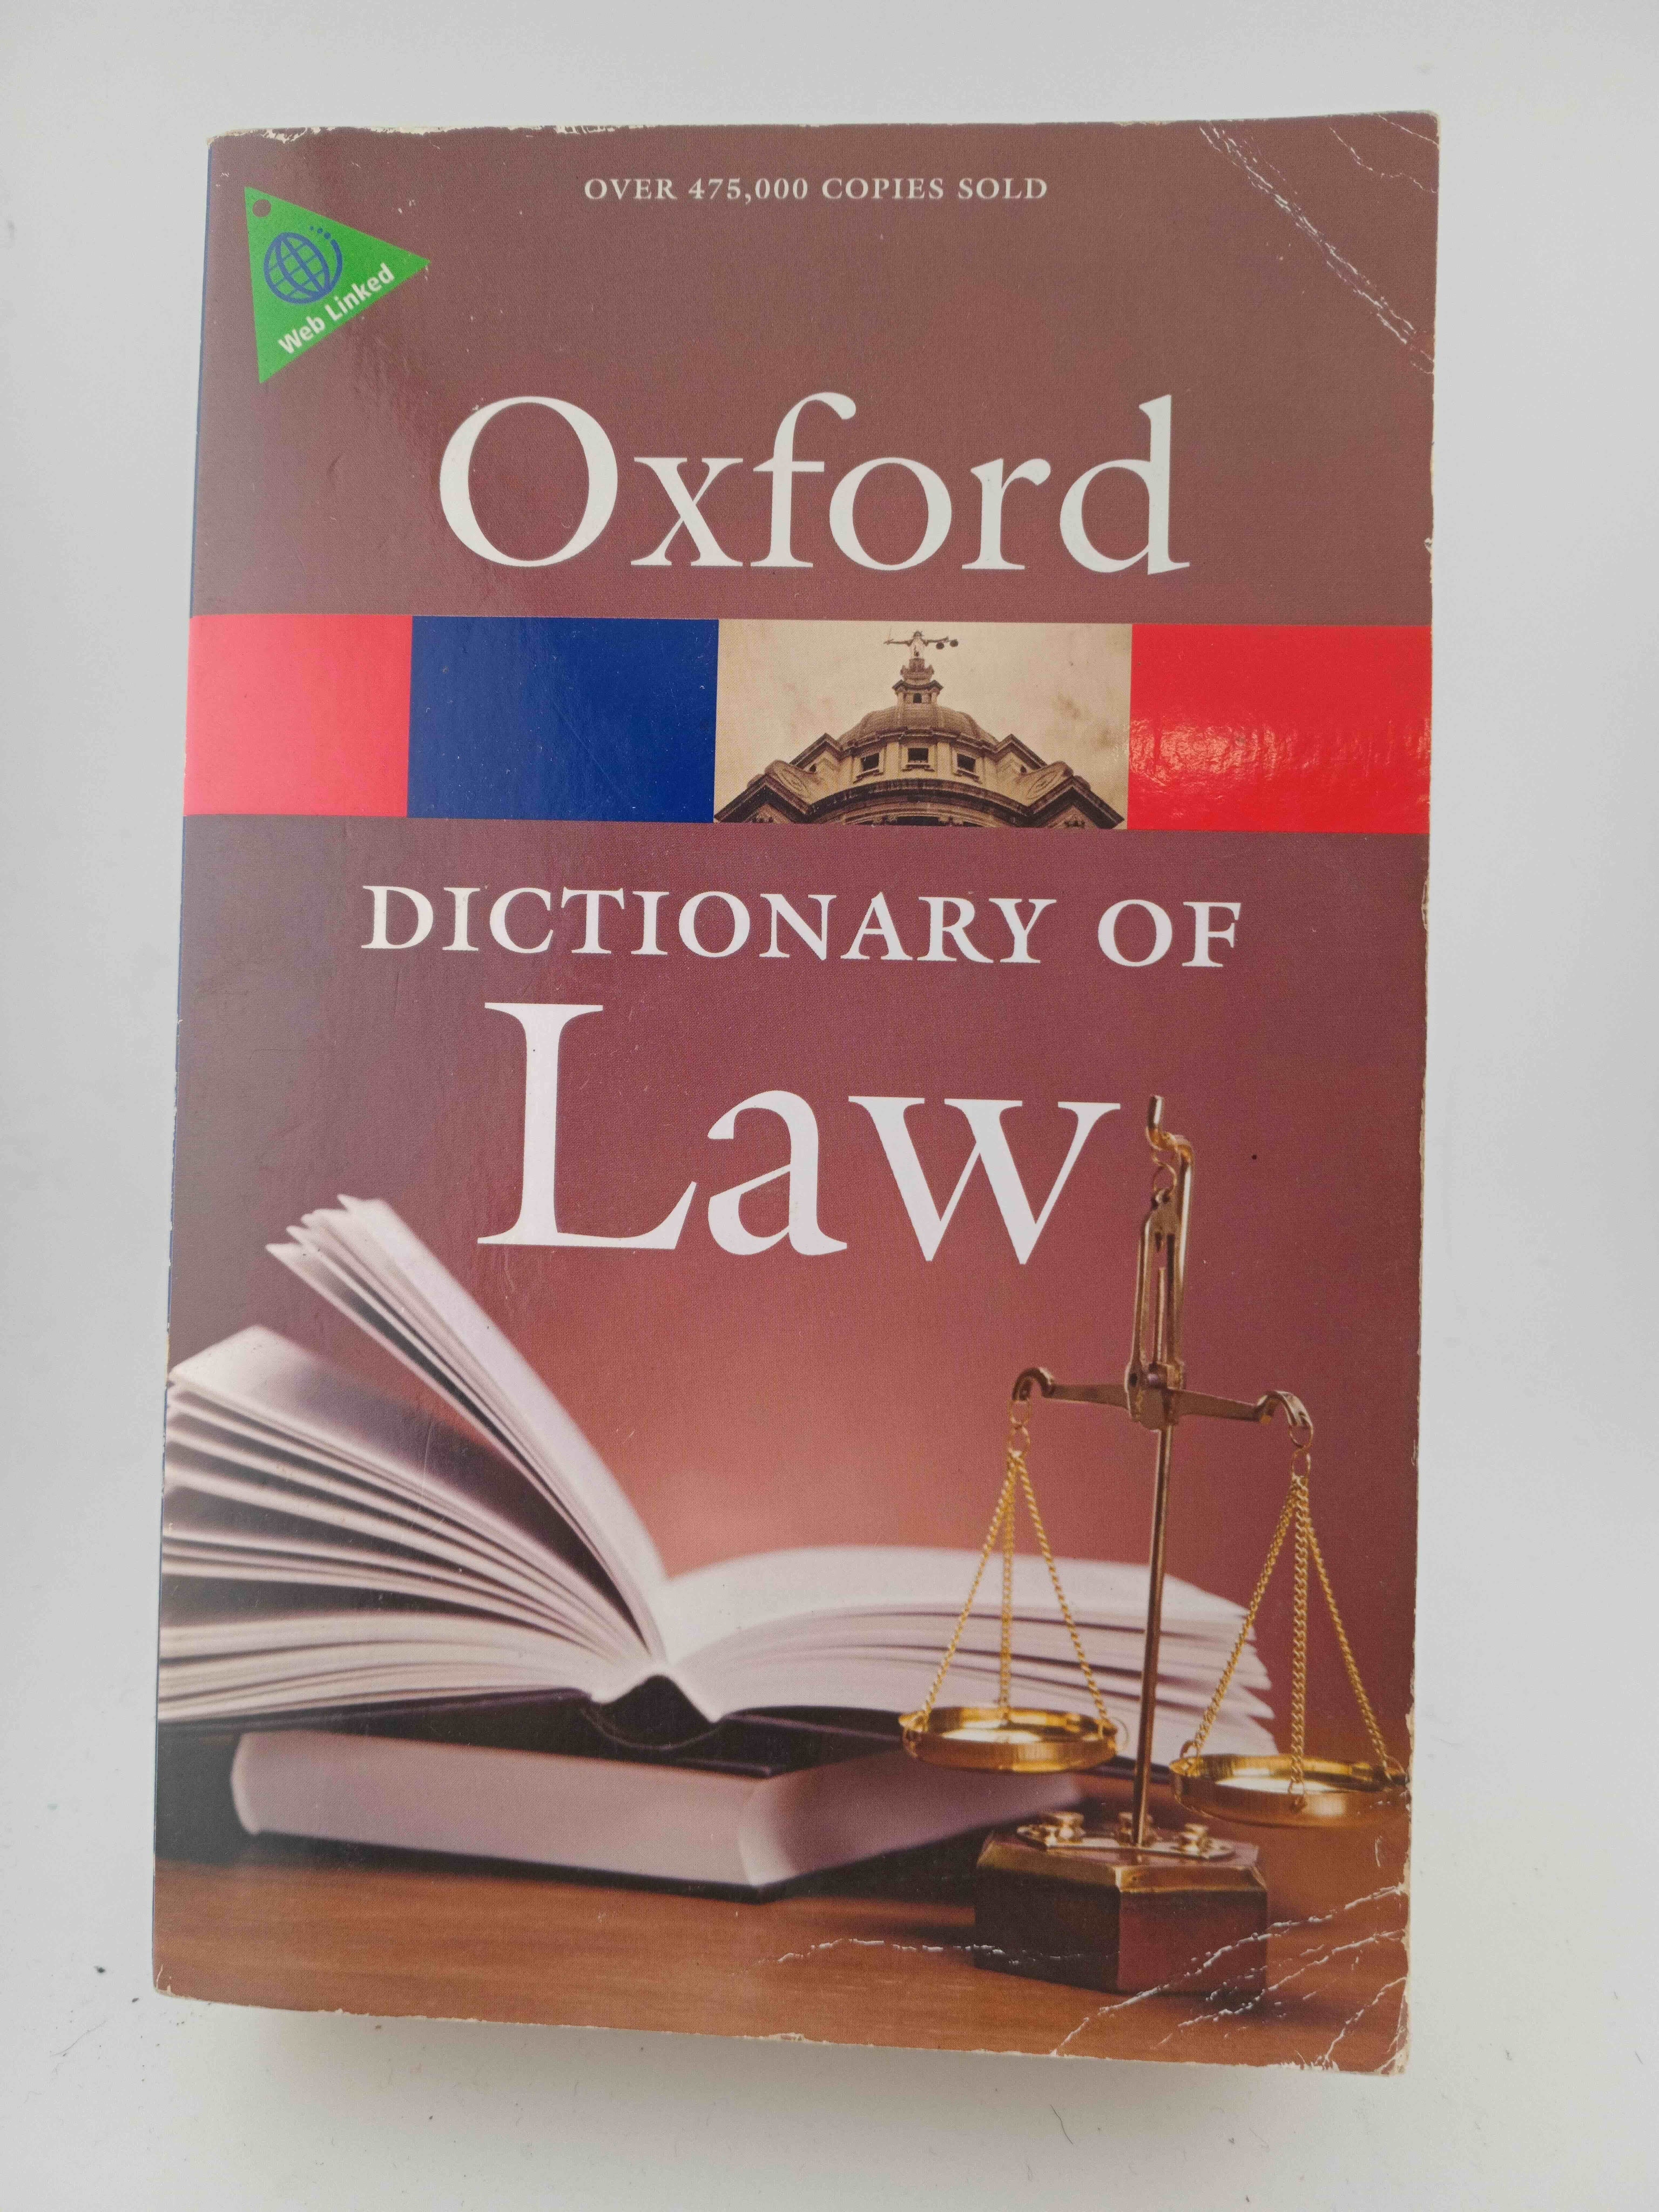 OVER 475,000 COPIES SOLD
Web Linked
Oxford
DICTIONARY OF
Law